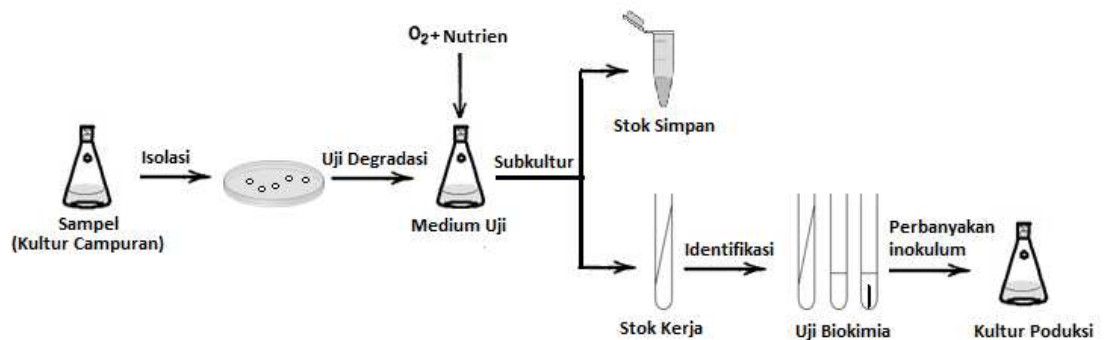 O₂+ Nutrien
Isolasi
Uji Degradasi
Subkultur
Stok Simpan
Sampel
(Kultur Campuran)
Medium Uji
Identifikasi
Perbanyakan
inokulum
Stok Kerja
Uji Biokimia
Kultur Poduksi